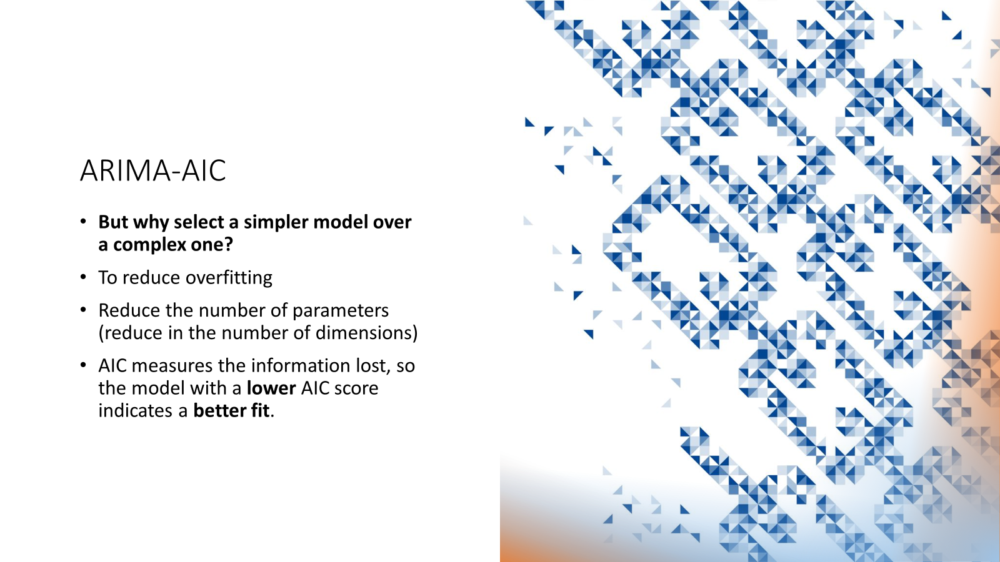 ARIMA-AIC
• But why select a simpler model over
a complex one?
• To reduce overfitting
• Reduce the number of parameters
(reduce in the number of dimensions)
• AIC measures the information lost, so
the model with a lower AIC score
indicates a better fit.